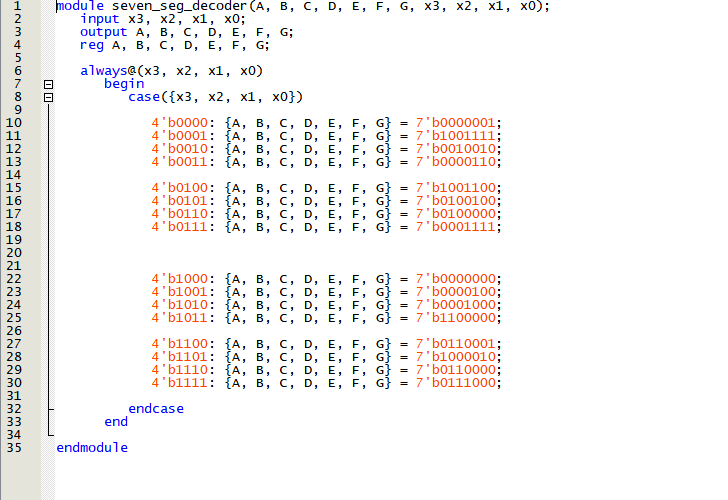 1 module seven_seg_decoder(A, B, C, D, E, F, G, x3, x2, x1, x0);
2 input x3, x2, x1, x0;
3 output A, B, C, D, E, F, G;
4 reg A, B, C, D, E, F, G;
5
6 always@(x3, x2, x1, x0)
7 begin
8 case({x3, x2, x1, x0})
9
10 4'b0000: {A, B, C, D, E, F, G} = 7'b0000001;
11 4'b0001: {A, B, C, D, E, F, G} = 7'b1001111;
12 4'b0010: {A, B, C, D, E, F, G} = 7'b0010010;
13 4'b0011: {A, B, C, D, E, F, G} = 7'b0000110;
14
15 4'b0100: {A, B, C, D, E, F, G} = 7'b1001100;
16 4'b0101: {A, B, C, D, E, F, G} = 7'b0100100;
17 4'b0110: {A, B, C, D, E, F, G} = 7'b0100000;
18 4'b0111: {A, B, C, D, E, F, G} = 7'b0001111;
19
20
21
22 4'b1000: {A, B, C, D, E, F, G} = 7'b0000000;
23 4'b1001: {A, B, C, D, E, F, G} = 7'b0000100;
24 4'b1010: {A, B, C, D, E, F, G} = 7'b0001000;
25 4'b1011: {A, B, C, D, E, F, G} = 7'b1100000;
26
27 4'b1100: {A, B, C, D, E, F, G} = 7'b0110001;
28 4'b1101: {A, B, C, D, E, F, G} = 7'b1000010;
29 4'b1110: {A, B, C, D, E, F, G} = 7'b0110000;
30 4'b1111: {A, B, C, D, E, F, G} = 7'b0111000;
31
32 endcase
33 end
34
35 endmodule